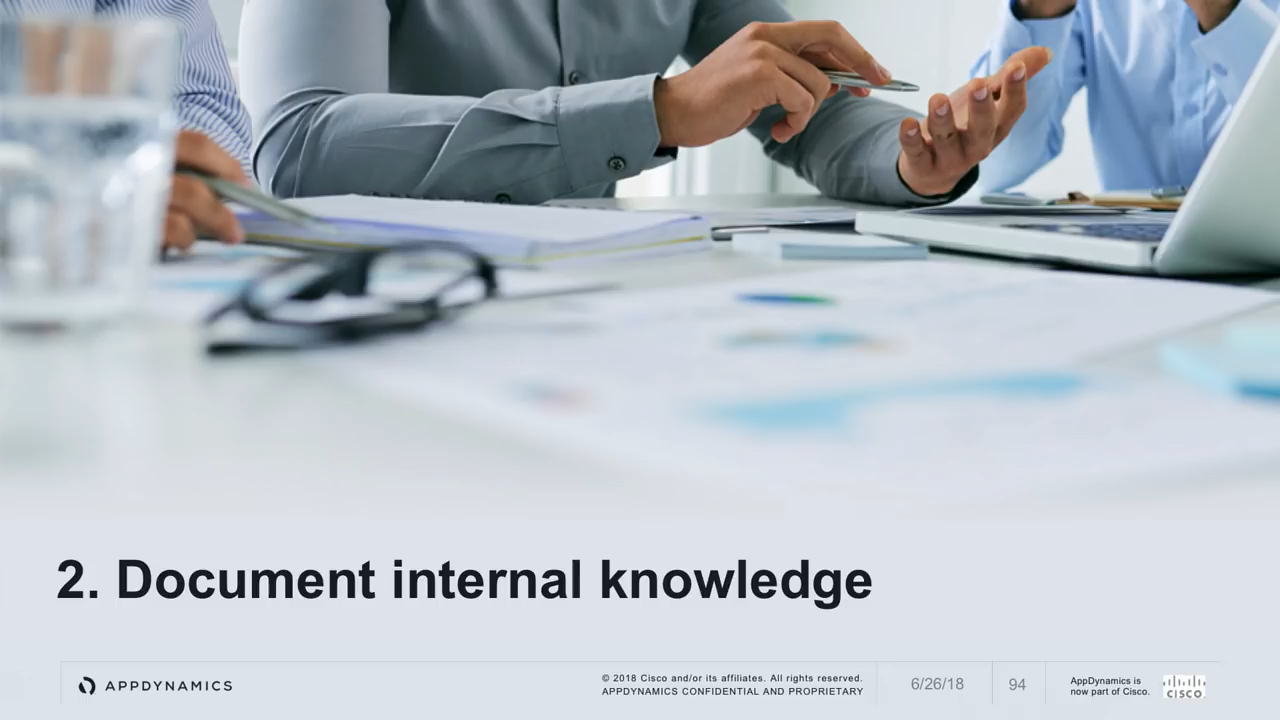 2. Document internal knowledge
APPDYNAMICS
© 2018 Cisco and/or its affiliates. All rights reserved.
APPDYNAMICS CONFIDENTIAL AND PROPRIETARY
6/26/18
94
AppDynamics is
now part of Cisco.
CISCO